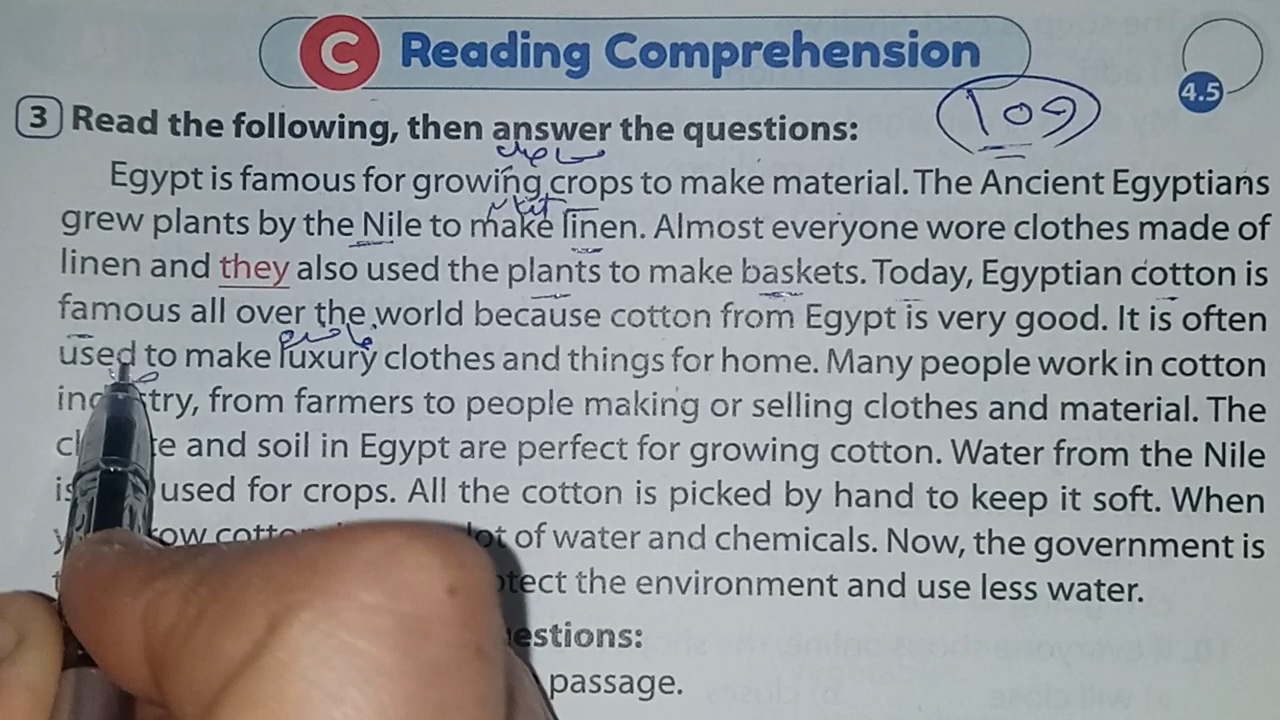 C Reading Comprehension
4.5
3 Read the following, then answer the questions:
109
محاصيل
Egypt is famous for growing crops to make material. The Ancient Egyptians
كتان
grew plants by the Nile to make linen. Almost everyone wore clothes made of
linen and they also used the plants to make baskets. Today, Egyptian cotton is
famous all over the world because cotton from Egypt is very good. It is often
فاخرة
used to make luxury clothes and things for home. Many people work in cotton
try, from farmers to people making or selling clothes and material. The
and soil in Egypt are perfect for growing cotton. Water from the Nile
used for crops. All the cotton is picked by hand to keep it soft. When
lot of water and chemicals. Now, the government is
tect the environment and use less water.
estions:
passage.